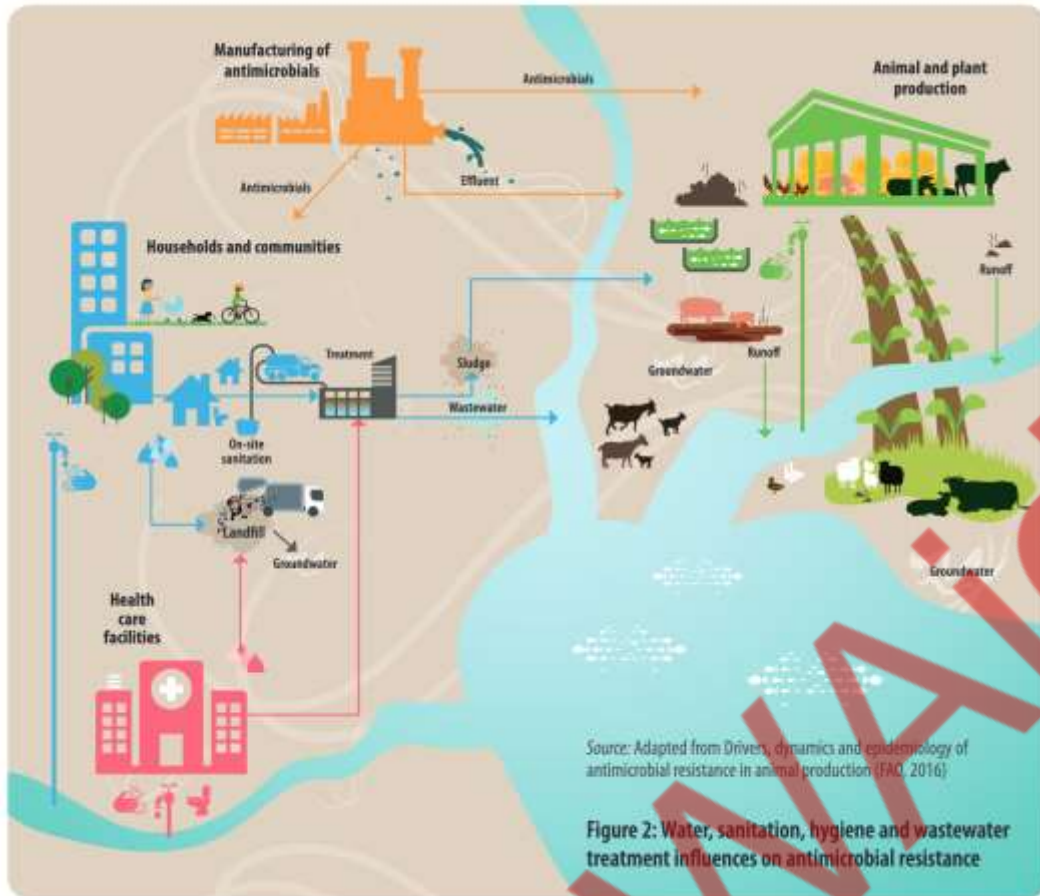 Manufacturing of
antimicrobials
Antimicrobials
Animal and plant
production
Antimicrobials
Effluent
Households and communities
Runoff
Treatment
Sludge
Runoff
Groundwater
Wastewater
On-site
sanitation
Landfill
Groundwater
Groundwater
Health
care
facilities
Source: Adapted from Drivers, dynamics and epidemiology of
antimicrobial resistance in animal production (FAO, 2016)
Figure 2: Water, sanitation, hygiene and wastewater
treatment influences on antimicrobial resistance